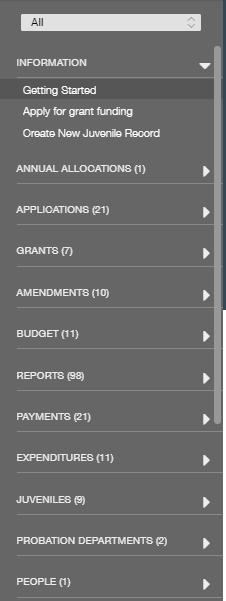 All
INFORMATION
Getting Started
Apply for grant funding
Create New Juvenile Record
ANNUAL ALLOCATIONS (1)
APPLICATIONS (21)
GRANTS (7)
AMENDMENTS (10)
BUDGET (11)
REPORTS (98)
PAYMENTS (21)
EXPENDITURES (11)
JUVENILES (9)
PROBATION DEPARTMENTS (2)
PEOPLE (1)